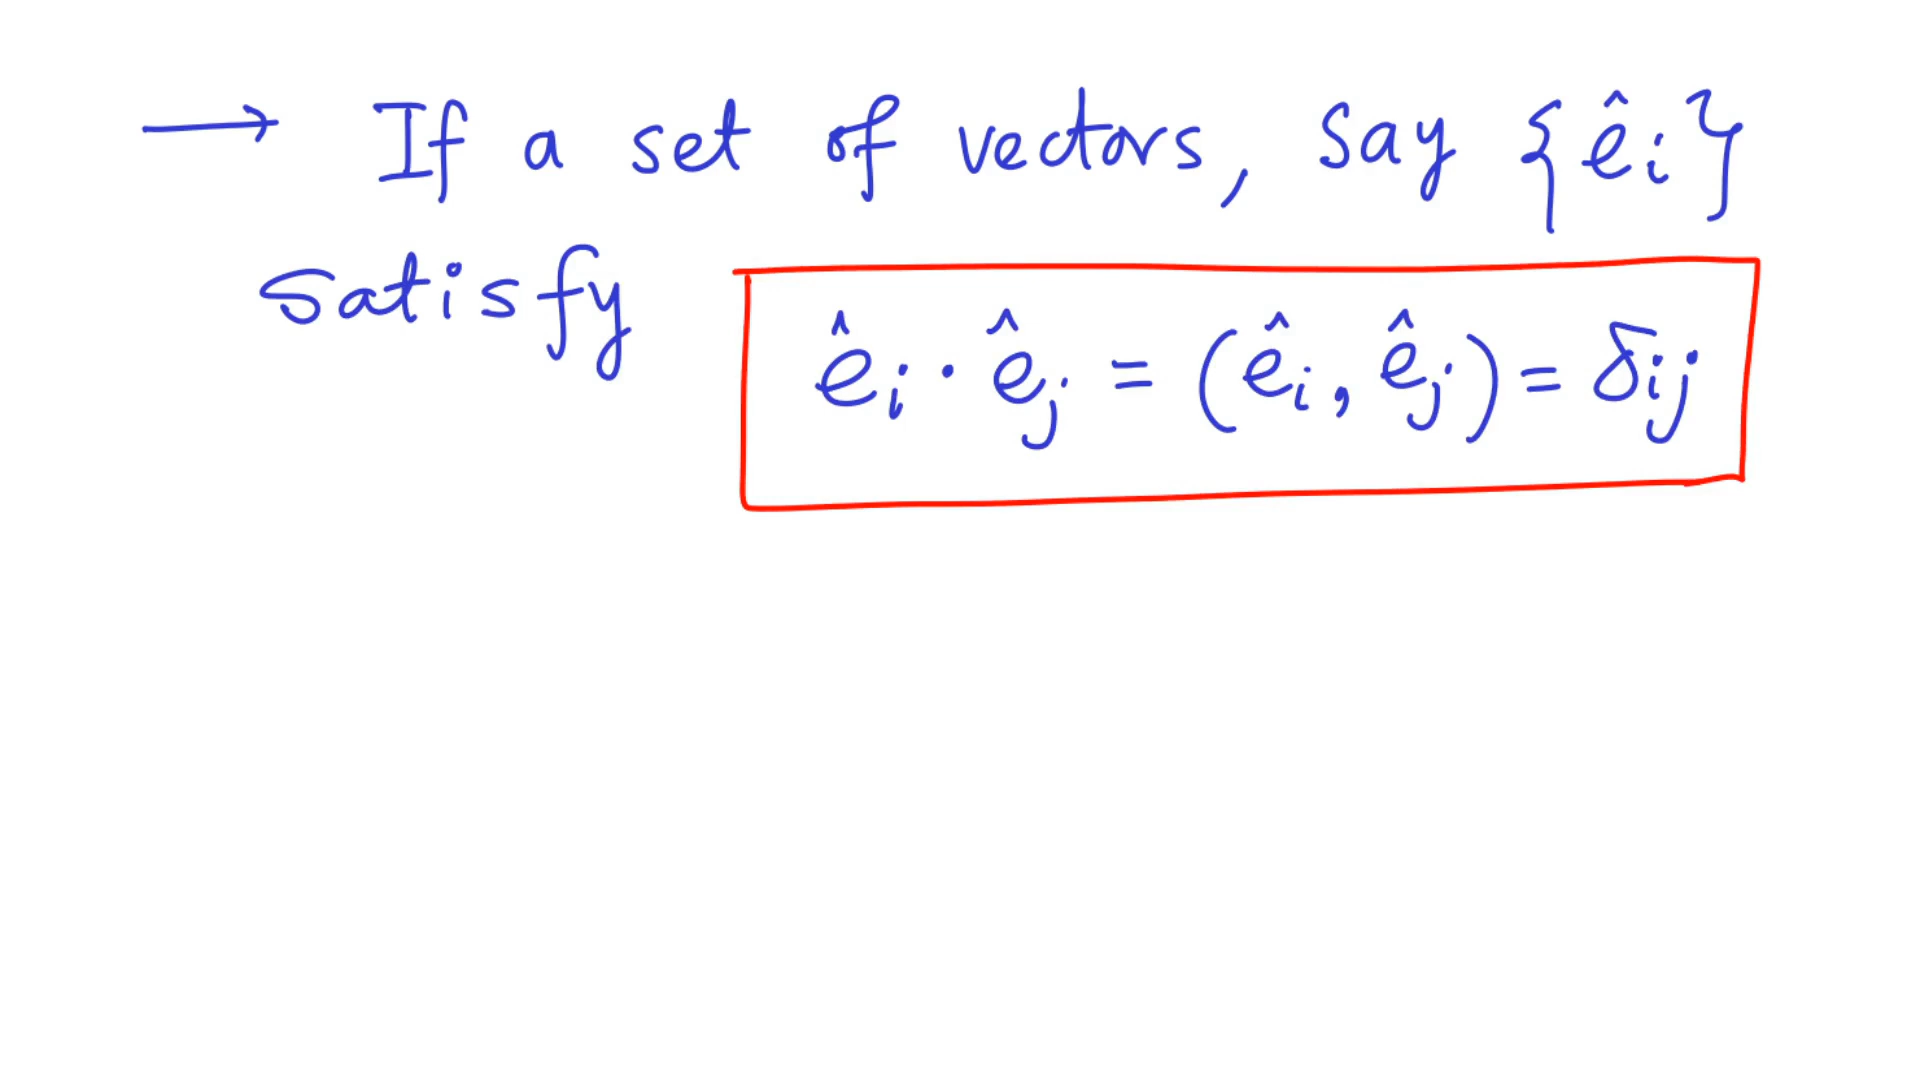 → If a set of vectors, say {êᵢ}
satisfy êᵢ · êⱼ = (êᵢ, êⱼ) = δᵢⱼ